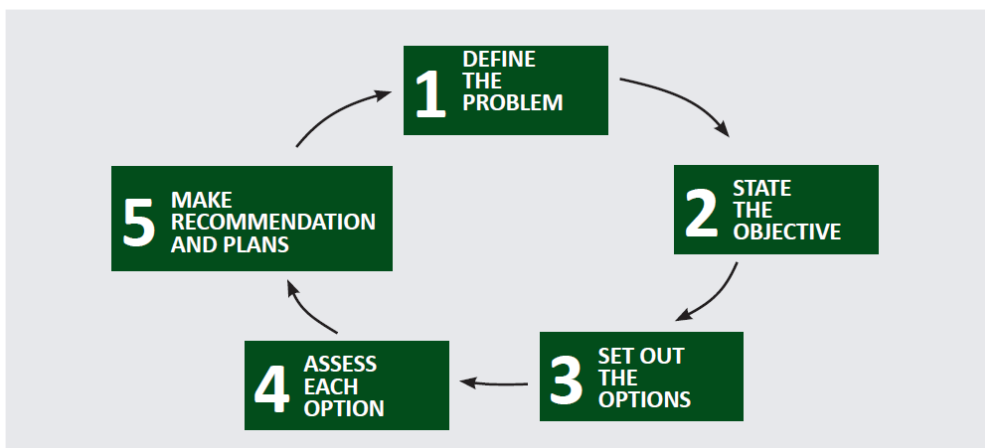 1
DEFINE
THE
PROBLEM
2
STATE
THE
OBJECTIVE
3
SET OUT
THE
OPTIONS
4
ASSESS
EACH
OPTION
5
MAKE
RECOMMENDATION
AND PLANS